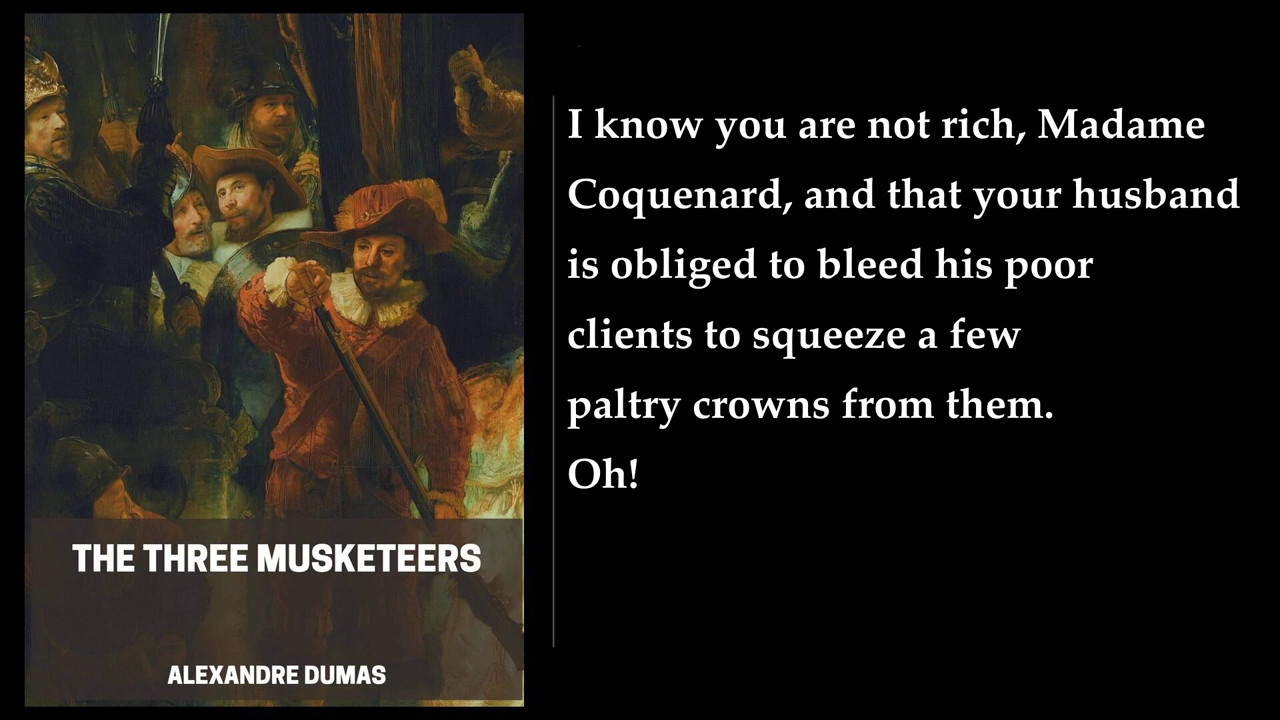 THE THREE MUSKETEERS
ALEXANDRE DUMAS
I know you are not rich, Madame
Coquenard, and that your husband
is obliged to bleed his poor
clients to squeeze a few
paltry crowns from them.
Oh!